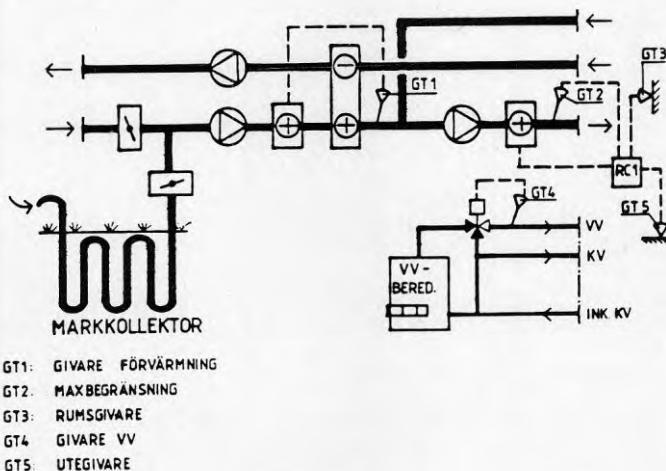 GT1
GT2
GT3
RC1
GT4
GT5
VV
KV
VV-
BERED.
INK KV
MARKKOLLEKTOR
GT1: GIVARE FÖRVÄRMNING
GT2. MAXBEGRÄNSNING
GT3: RUMSGIVARE
GT4 GIVARE VV
GT5: UTEGIVARE